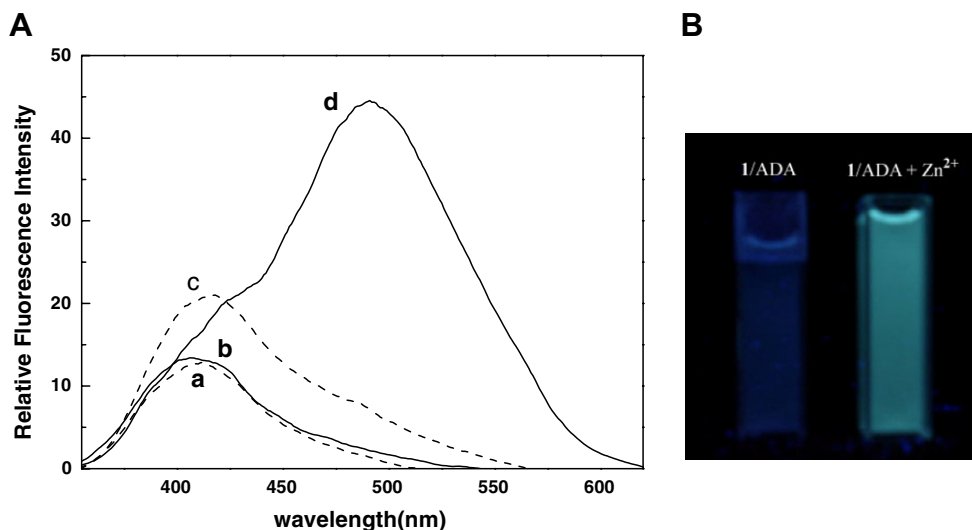 A
B
50
40
30
20
10
0
Relative Fluorescence Intensity
d
c
b
a
400
450
500
550
600
wavelength(nm)
1/ADA
1/ADA + Zn²⁺